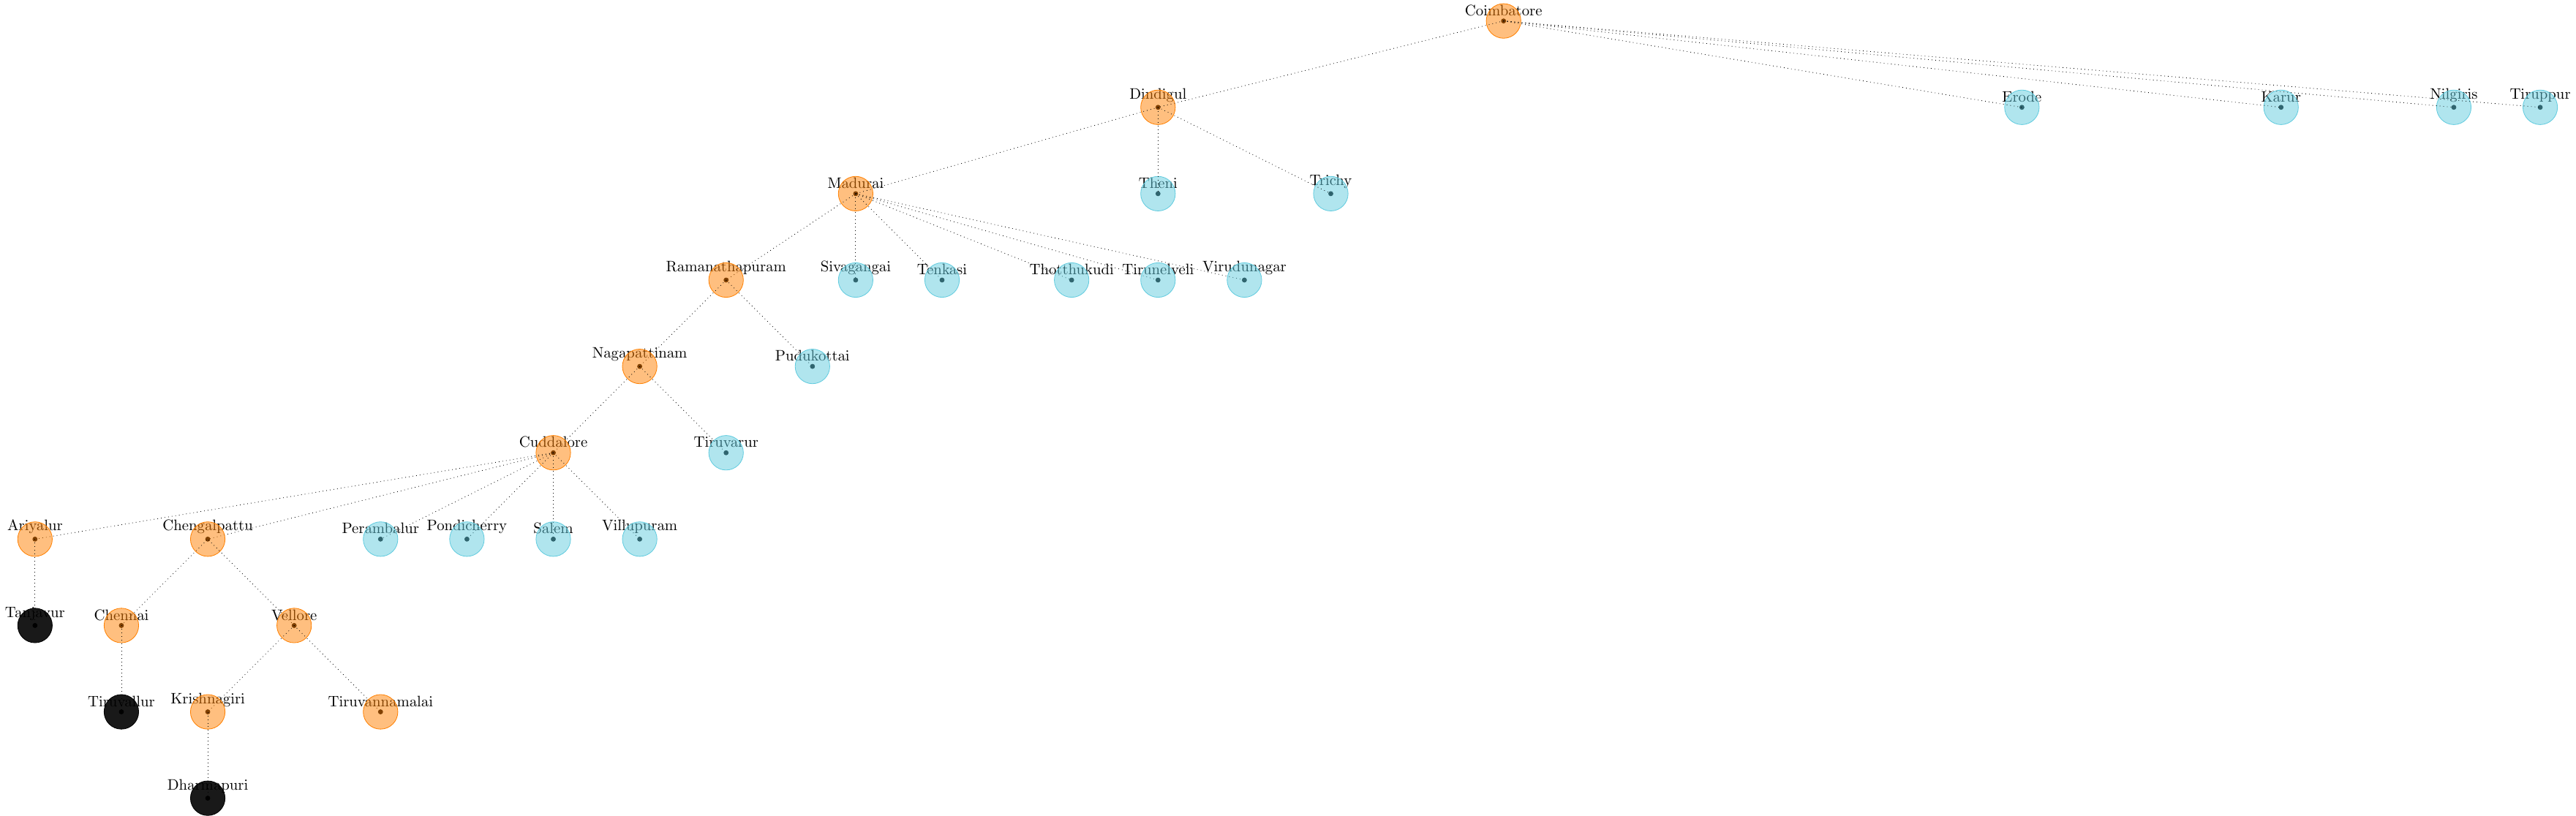 Coimbatore
Dindigul
Erode
Karur
Nilgiris
Tiruppur
Madurai
Theni
Trichy
Ramanathapuram
Sivagangai
Tenkasi
Thotthukudi
Tirunelveli
Virudunagar
Nagapattinam
Pudukottai
Cuddalore
Tiruvarur
Ariyalur
Chengalpattu
Perambalur
Pondicherry
Salem
Villupuram
Tanjavur
Chennai
Vellore
Tiruvallur
Krishnagiri
Tiruvannamalai
Dharmapuri